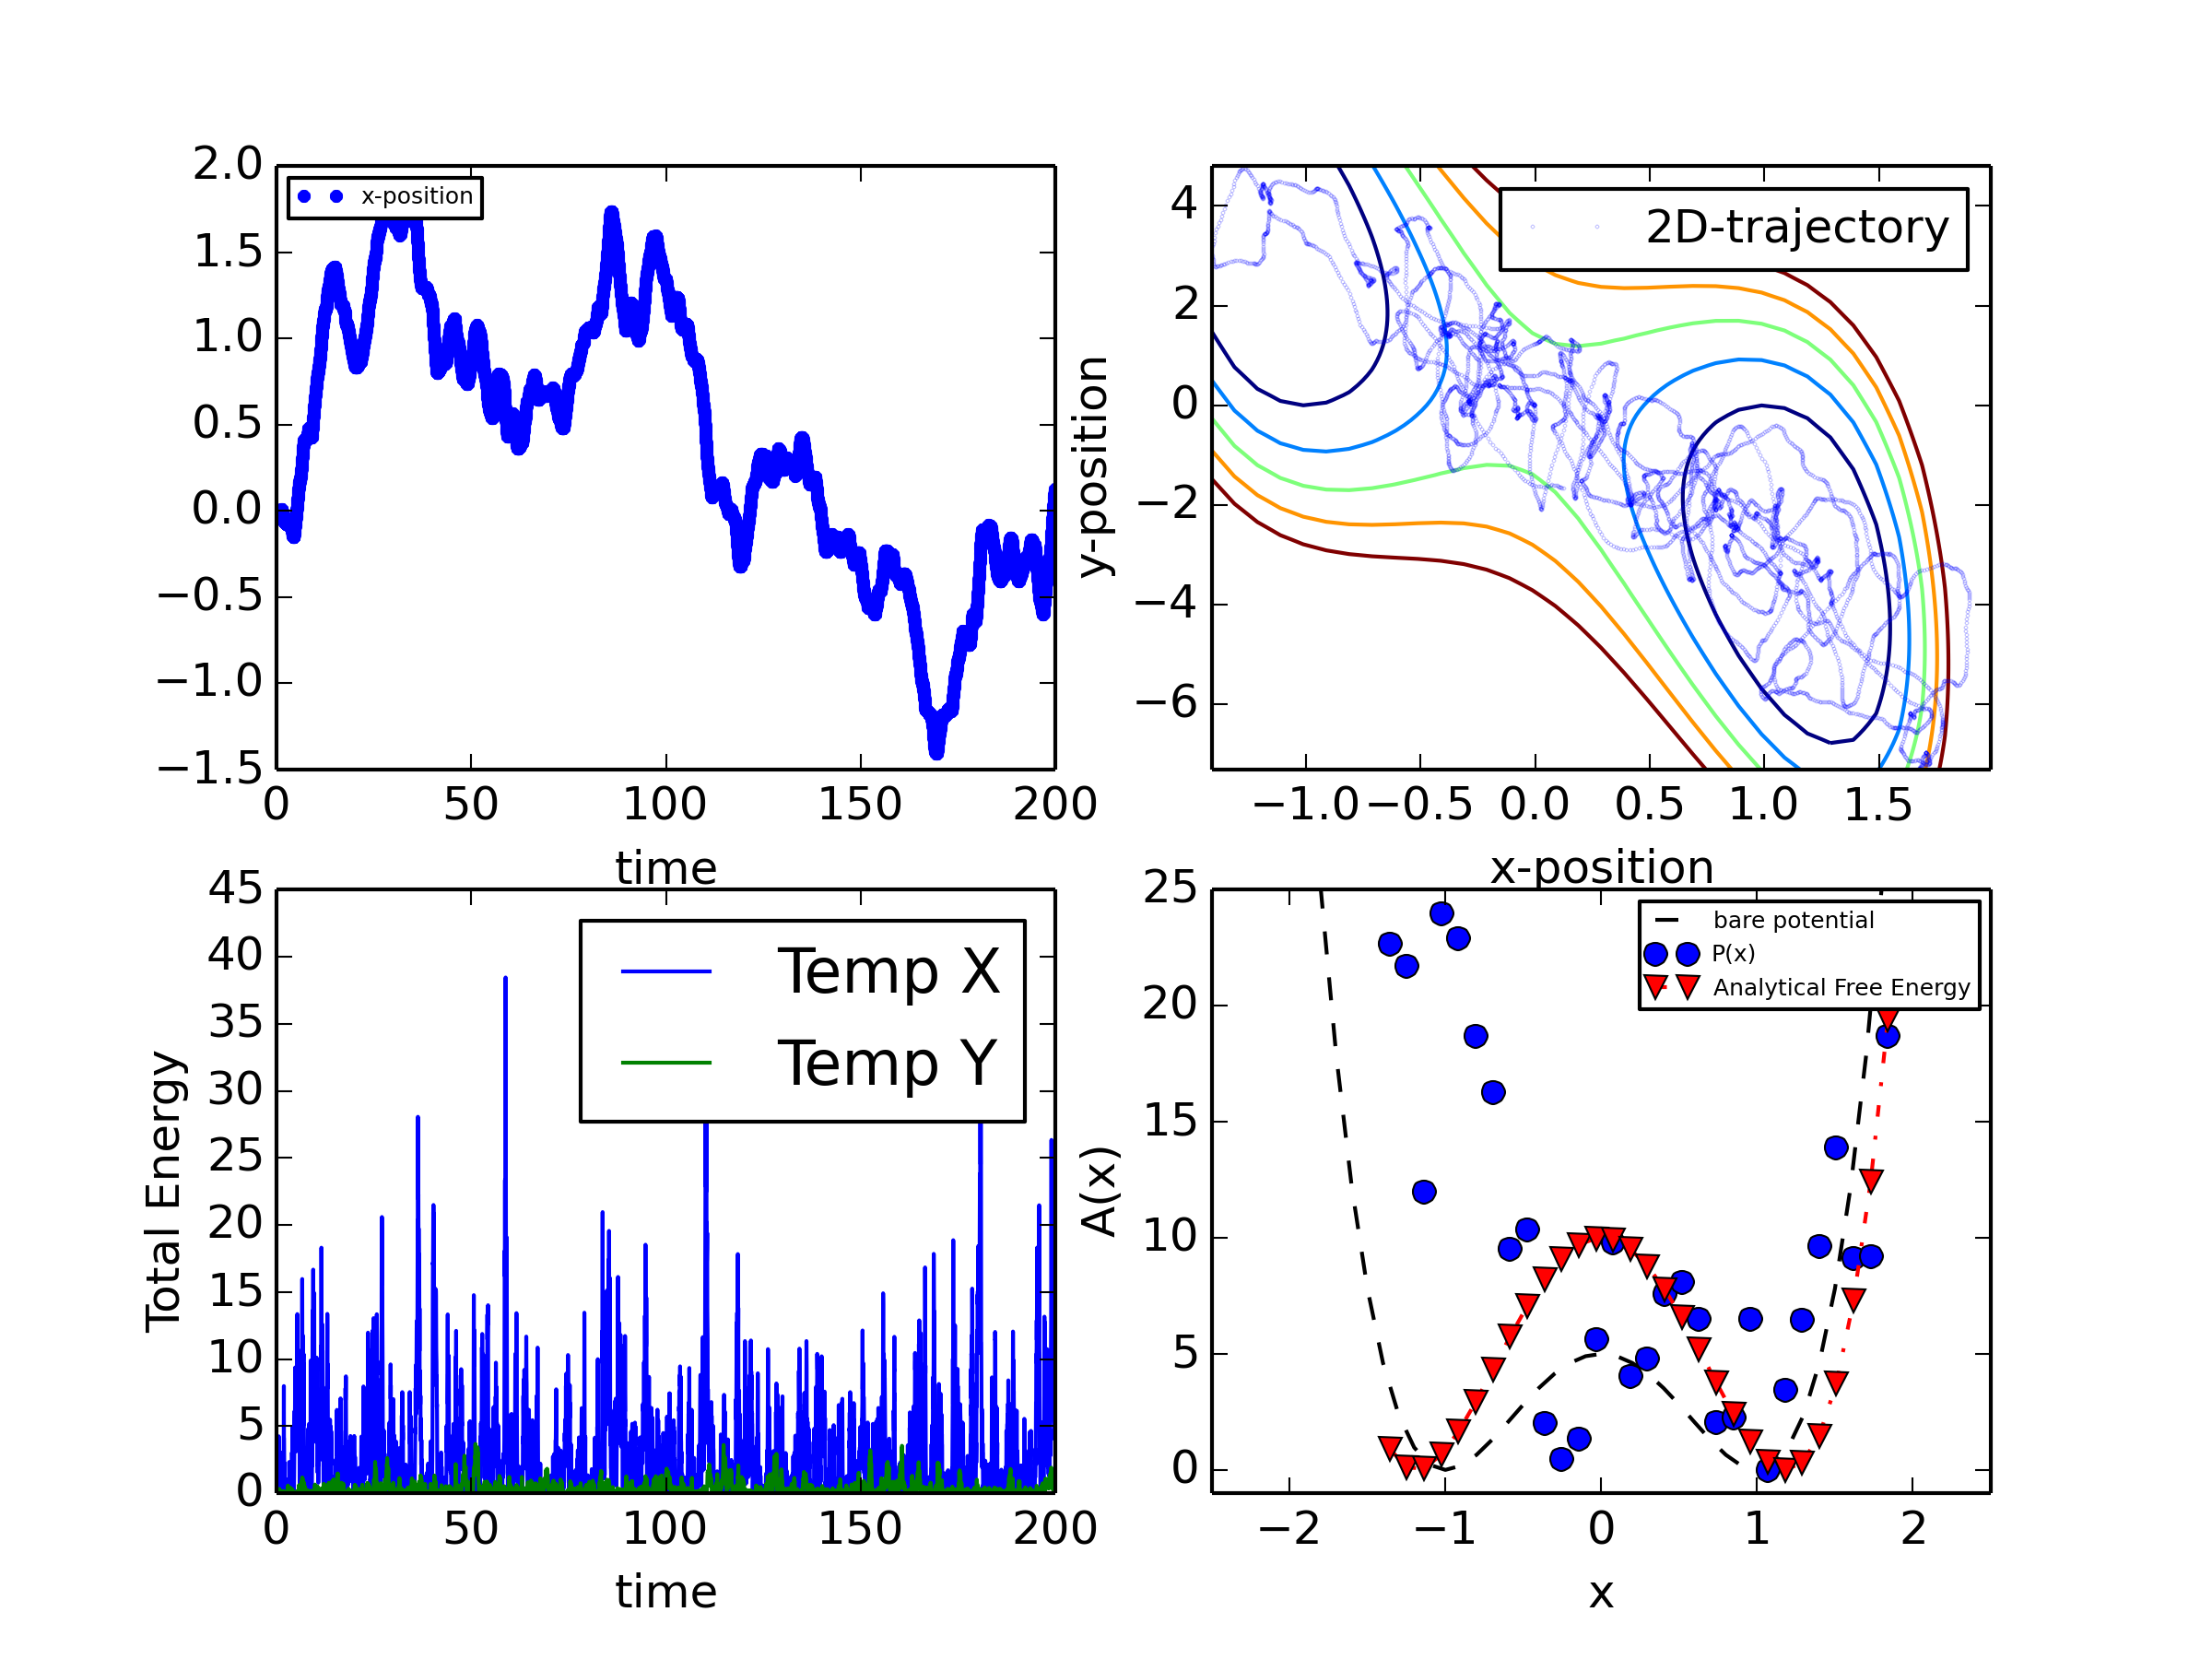 2.0
1.5
1.0
0.5
0.0
−0.5
−1.0
−1.5
x-position
0 50 100 150 200
time
4
2
0
−2
−4
−6
y-position
2D-trajectory
−1.0 −0.5 0.0 0.5 1.0 1.5
x-position
45
40
35
30
25
20
15
10
5
0
Total Energy
Temp X
Temp Y
0 50 100 150 200
time
25
20
15
10
5
0
A(x)
bare potential
P(x)
Analytical Free Energy
−2 −1 0 1 2
x